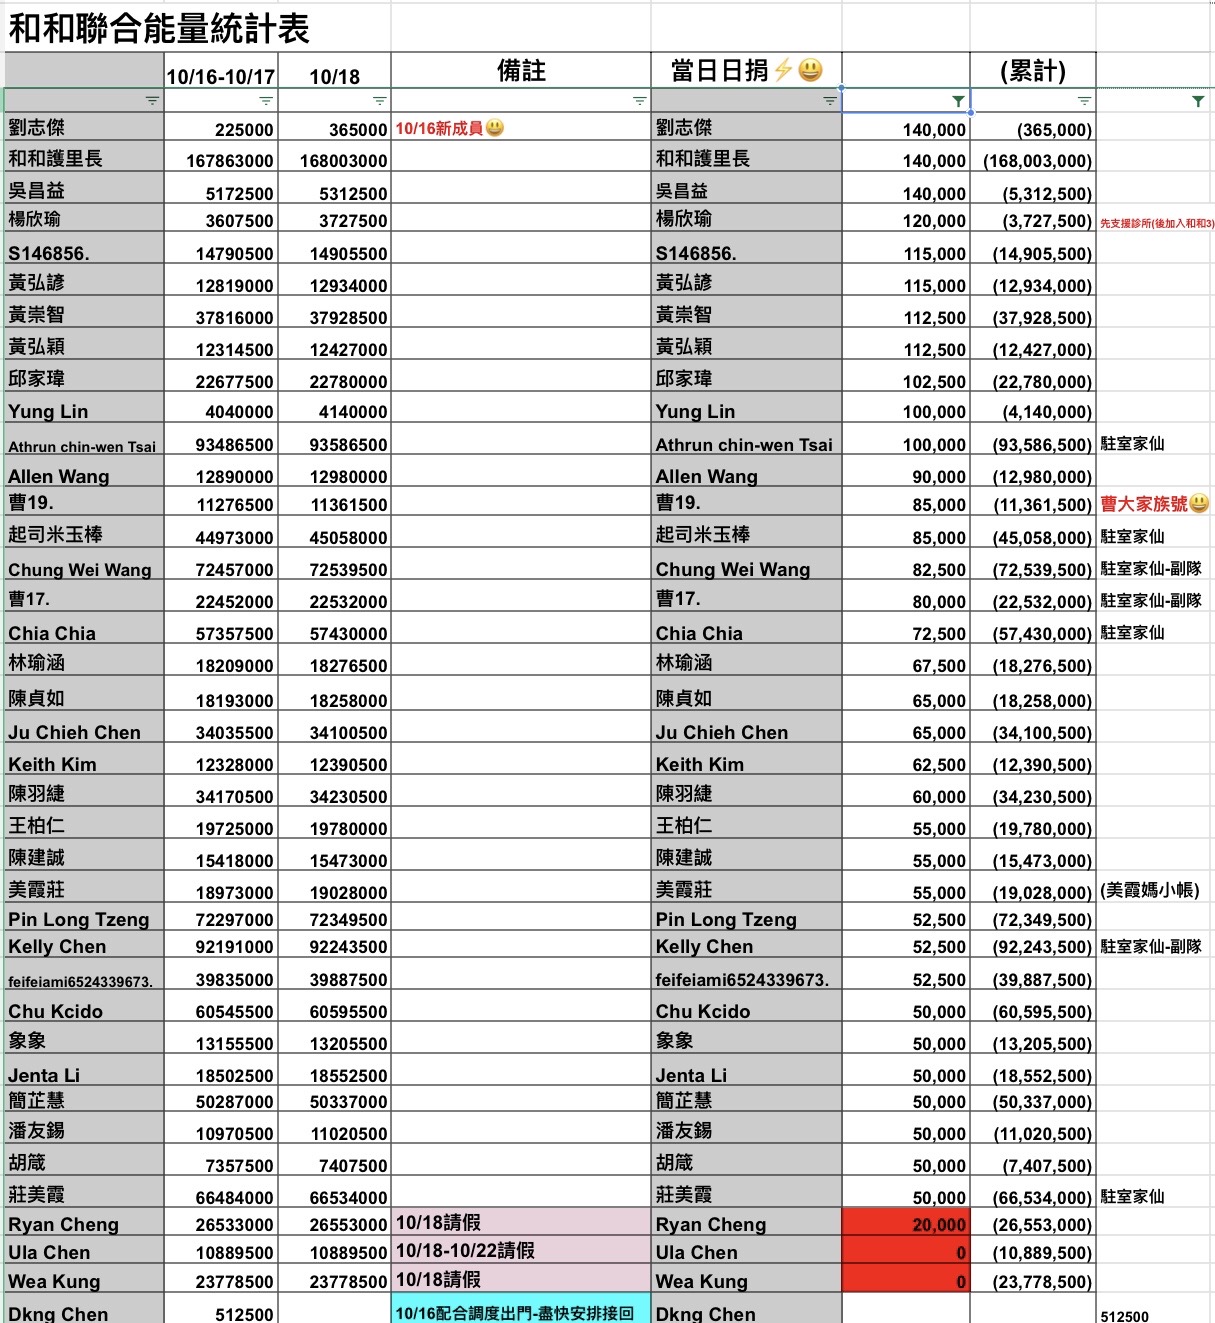 和和聯合能量統計表
10/16-10/17 10/18 備註 當日日捐⚡😃 (累計)
劉志傑 225000 365000 10/16新成員😃 劉志傑 140,000 (365,000)
和和護里長 167863000 168003000 和和護里長 140,000 (168,003,000)
吳昌益 5172500 5312500 吳昌益 140,000 (5,312,500)
楊欣瑜 3607500 3727500 楊欣瑜 120,000 (3,727,500) 先支援診所(後加入和和3)
S146856. 14790500 14905500 S146856. 115,000 (14,905,500)
黃弘諺 12819000 12934000 黃弘諺 115,000 (12,934,000)
黃崇智 37816000 37928500 黃崇智 112,500 (37,928,500)
黃弘穎 12314500 12427000 黃弘穎 112,500 (12,427,000)
邱家瑋 22677500 22780000 邱家瑋 102,500 (22,780,000)
Yung Lin 4040000 4140000 Yung Lin 100,000 (4,140,000)
Athrun chin-wen Tsai 93486500 93586500 Athrun chin-wen Tsai 100,000 (93,586,500) 駐室家仙
Allen Wang 12890000 12980000 Allen Wang 90,000 (12,980,000)
曹19. 11276500 11361500 曹19. 85,000 (11,361,500) 曹大家族號😃
起司米玉棒 44973000 45058000 起司米玉棒 85,000 (45,058,000) 駐室家仙
Chung Wei Wang 72457000 72539500 Chung Wei Wang 82,500 (72,539,500) 駐室家仙-副隊
曹17. 22452000 22532000 曹17. 80,000 (22,532,000) 駐室家仙-副隊
Chia Chia 57357500 57430000 Chia Chia 72,500 (57,430,000) 駐室家仙
林瑜涵 18209000 18276500 林瑜涵 67,500 (18,276,500)
陳貞如 18193000 18258000 陳貞如 65,000 (18,258,000)
Ju Chieh Chen 34035500 34100500 Ju Chieh Chen 65,000 (34,100,500)
Keith Kim 12328000 12390500 Keith Kim 62,500 (12,390,500)
陳羽緁 34170500 34230500 陳羽緁 60,000 (34,230,500)
王柏仁 19725000 19780000 王柏仁 55,000 (19,780,000)
陳建誠 15418000 15473000 陳建誠 55,000 (15,473,000)
美霞莊 18973000 19028000 美霞莊 55,000 (19,028,000) (美霞媽小帳)
Pin Long Tzeng 72297000 72349500 Pin Long Tzeng 52,500 (72,349,500)
Kelly Chen 92191000 92243500 Kelly Chen 52,500 (92,243,500) 駐室家仙-副隊
feifeiami6524339673. 39835000 39887500 feifeiami6524339673. 52,500 (39,887,500)
Chu Kcido 60545500 60595500 Chu Kcido 50,000 (60,595,500)
象象 13155500 13205500 象象 50,000 (13,205,500)
Jenta Li 18502500 18552500 Jenta Li 50,000 (18,552,500)
簡芷慧 50287000 50337000 簡芷慧 50,000 (50,337,000)
潘友錫 10970500 11020500 潘友錫 50,000 (11,020,500)
胡箴 7357500 7407500 胡箴 50,000 (7,407,500)
莊美霞 66484000 66534000 莊美霞 50,000 (66,534,000) 駐室家仙
Ryan Cheng 26533000 26553000 10/18請假 Ryan Cheng 20,000 (26,553,000)
Ula Chen 10889500 10889500 10/18-10/22請假 Ula Chen 0 (10,889,500)
Wea Kung 23778500 23778500 10/18請假 Wea Kung 0 (23,778,500)
Dkng Chen 512500 10/16配合調度出門-盡快安排接回 Dkng Chen 512500